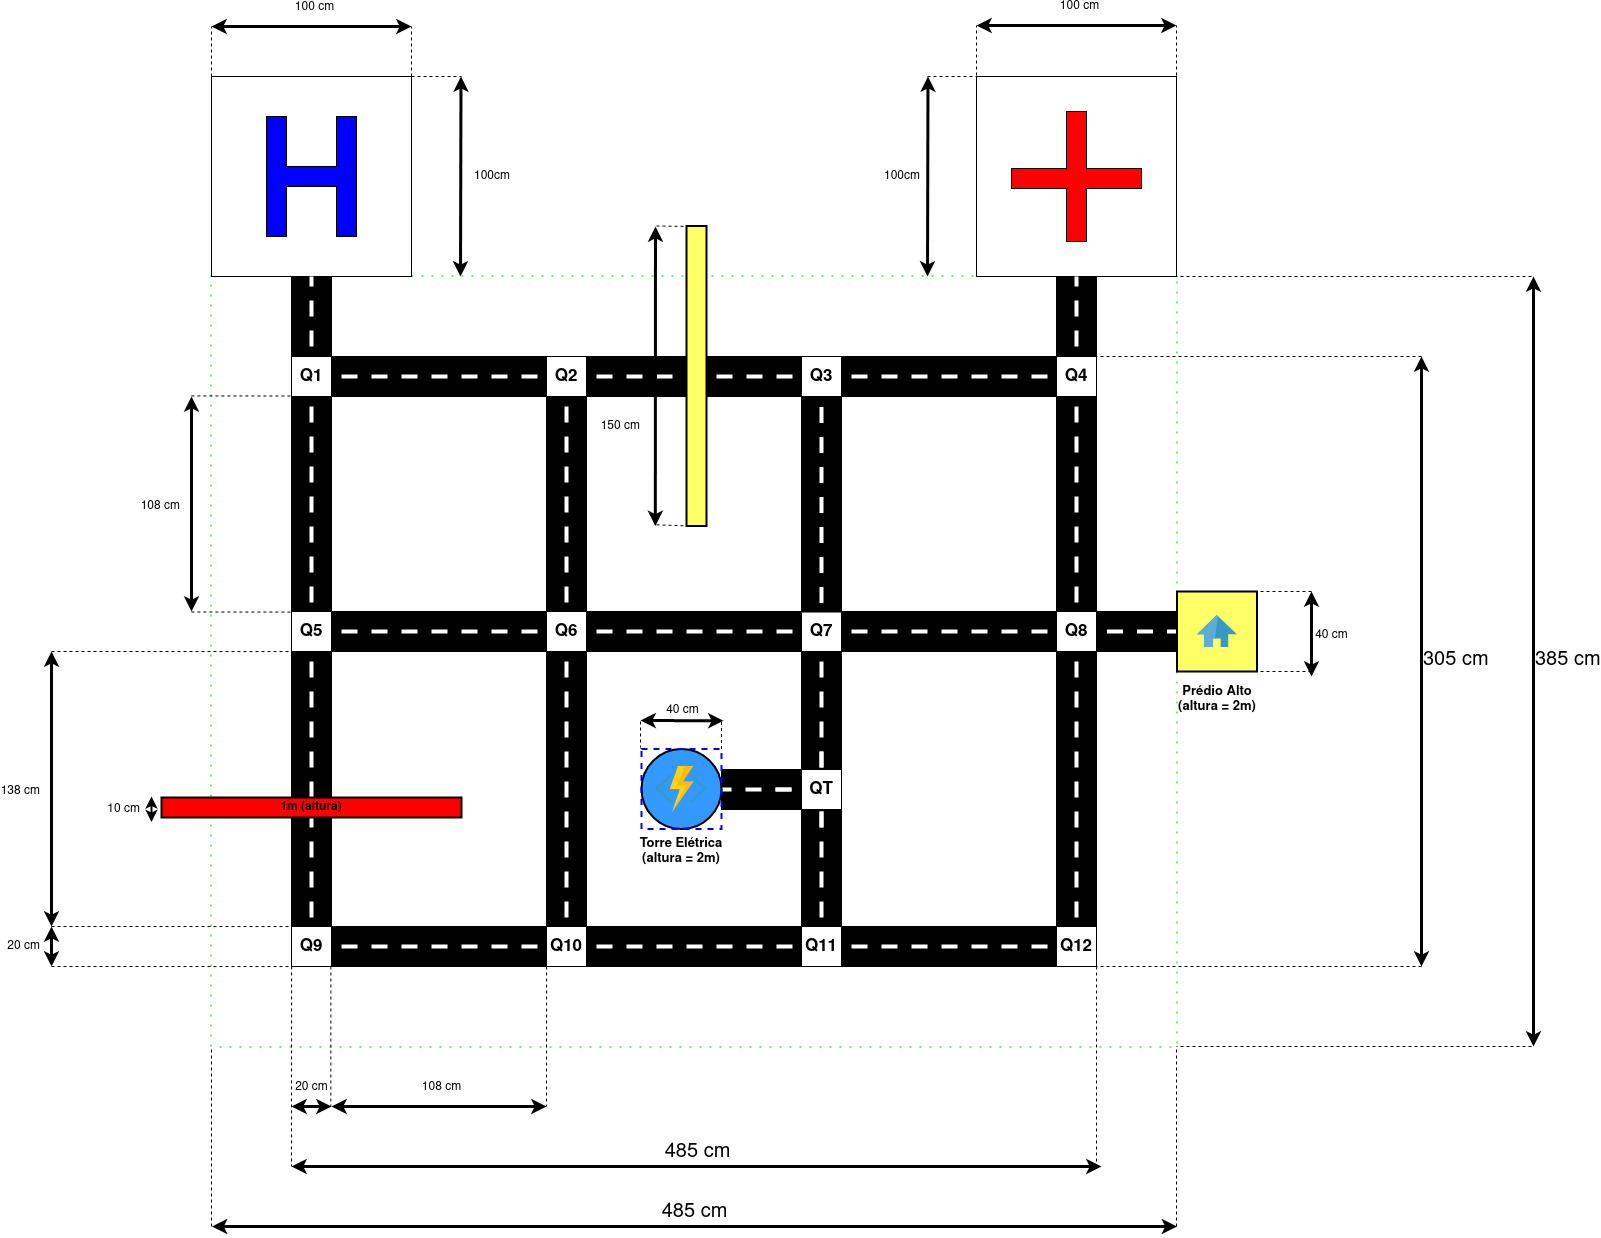 100 cm
100 cm
H
100cm
100cm
Q1
Q2
Q3
Q4
150 cm
108 cm
Q5
Q6
Q7
Q8
40 cm
305 cm
385 cm
Prédio Alto
(altura = 2m)
40 cm
138 cm
QT
10 cm
1m (altura)
Torre Elétrica
(altura = 2m)
20 cm
Q9
Q10
Q11
Q12
20 cm
108 cm
485 cm
485 cm